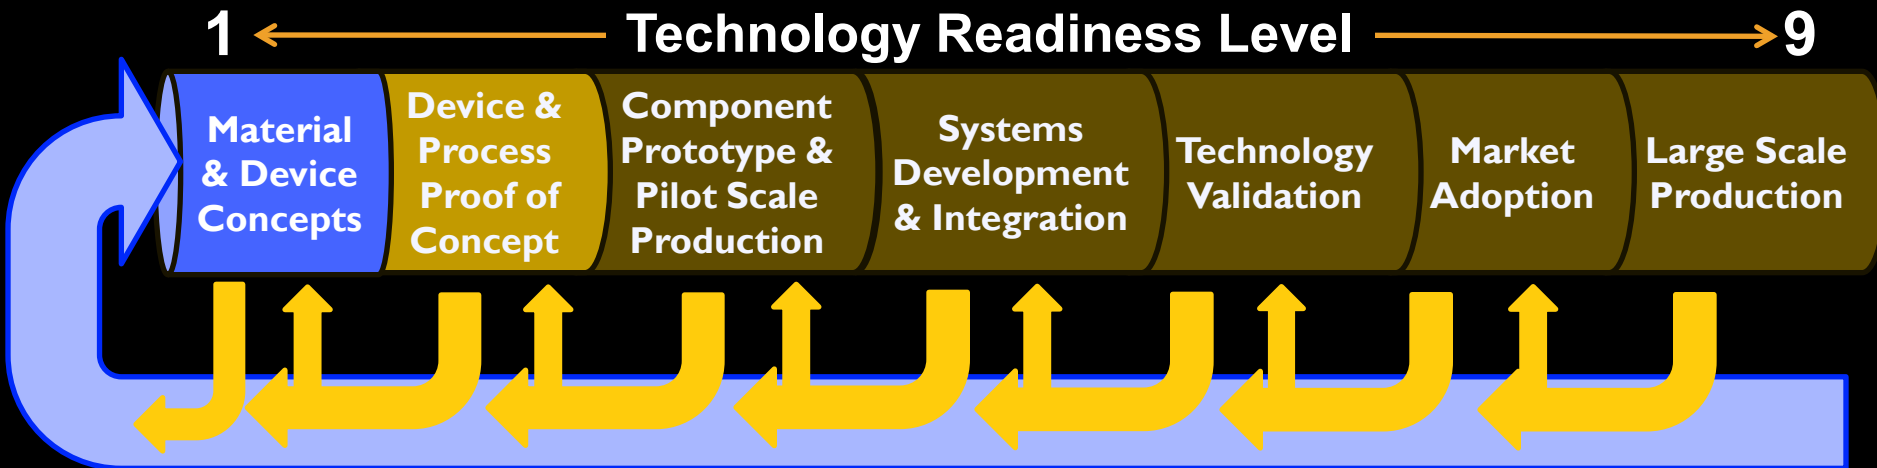 1 Technology Readiness Level 9
Material
& Device
Concepts
Device &
Process
Proof of
Concept
Component
Prototype &
Pilot Scale
Production
Systems
Development
& Integration
Technology
Validation
Market
Adoption
Large Scale
Production